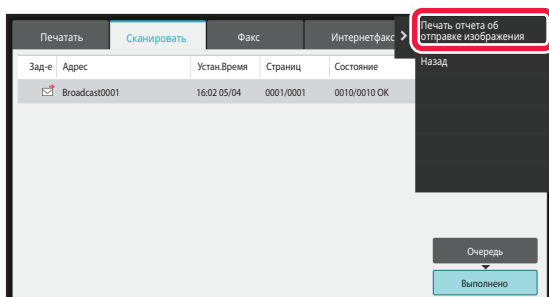 Печатать
Сканировать
Факс
Интернетфакс
Печать отчета об
отправке изображения
Зад-е Адрес Устан.Время Страниц Состояние
Назад
Broadcast0001 16:02 05/04 0001/0001 0010/0010 OK
Очередь
Выполнено